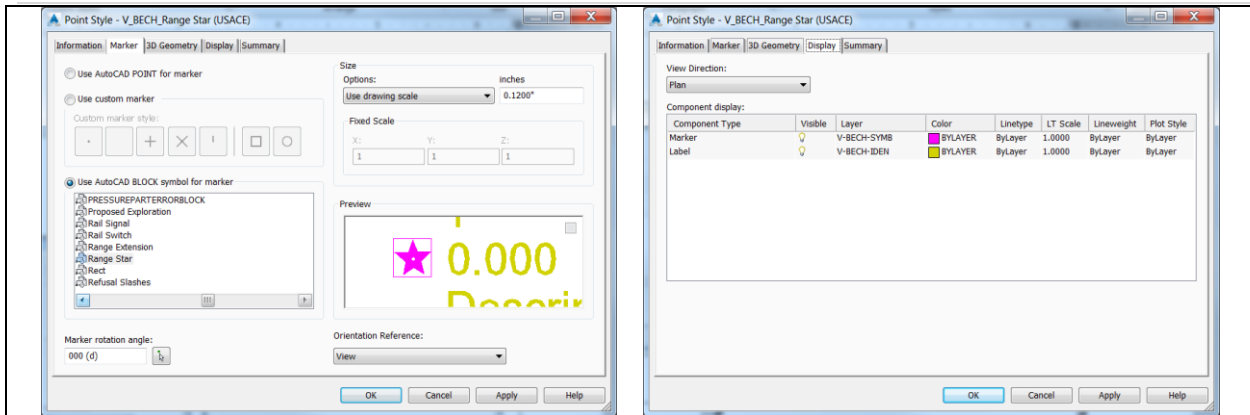 Point Style - V_BECH_Range Star (USACE)
Information Marker 3D Geometry Display Summary
Use AutoCAD POINT for marker
Use custom marker
Custom marker style:
Use AutoCAD BLOCK symbol for marker
PRESSUREPARTERRORBLOCK
Proposed Exploration
Rail Signal
Rail Switch
Range Extension
Range Star
Rect
Refusal Slashes
Marker rotation angle:
000 (d)
Size
Options: inches
Use drawing scale 0.1200"
Fixed Scale
X: Y: Z:
1 1 1
Preview
0.000
Orientation Reference:
View
OK Cancel Apply Help
Point Style - V_BECH_Range Star (USACE)
Information Marker 3D Geometry Display Summary
View Direction:
Plan
Component display:
Component Type Visible Layer Color Linetype LT Scale Lineweight Plot Style
Marker V-BECH-SYMB BYLAYER ByLayer 1.0000 ByLayer ByLayer
Label V-BECH-IDEN BYLAYER ByLayer 1.0000 ByLayer ByLayer
OK Cancel Apply Help